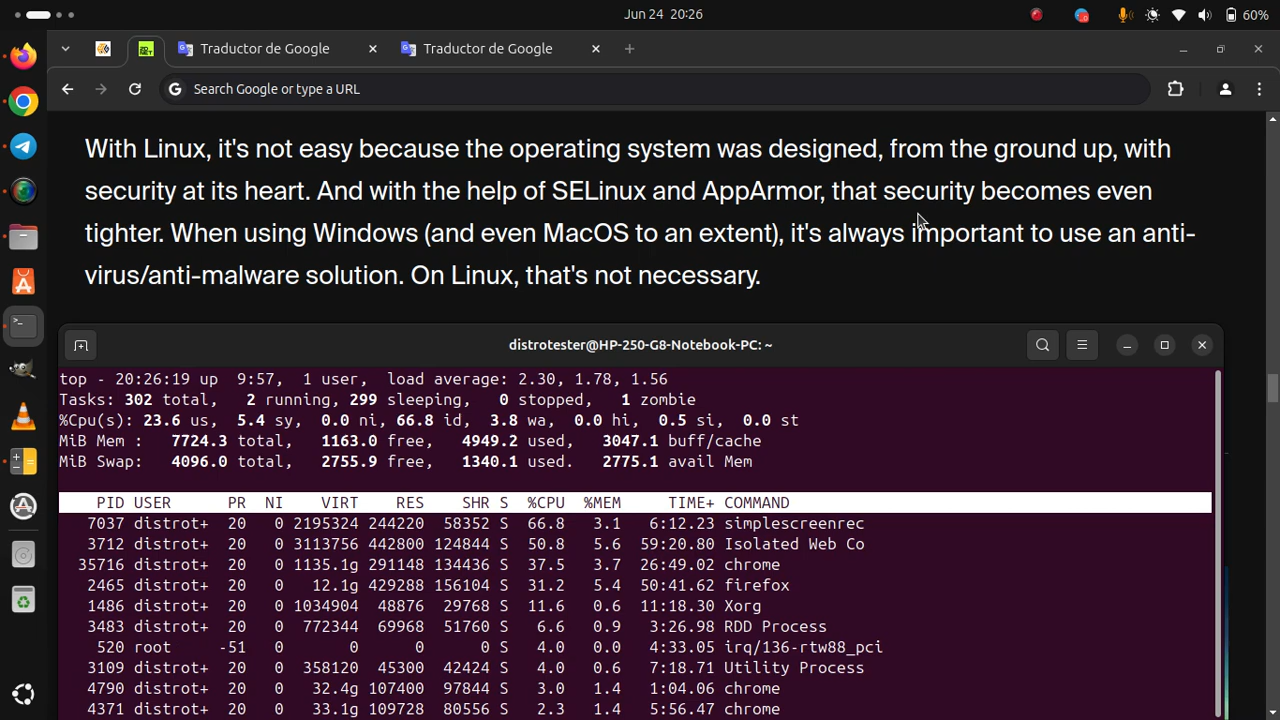 Jun 24 20:26
60%
Traducteur de Google
Traductor de Google
Search Google or type a URL
With Linux, it's not easy because the operating system was designed, from the ground up, with
security at its heart. And with the help of SELinux and AppArmor, that security becomes even
tighter. When using Windows (and even MacOS to an extent), it's always important to use an anti-
virus/anti-malware solution. On Linux, that's not necessary.
distrotester@HP-250-G8-Notebook-PC: ~
top - 20:26:19 up  9:57,  1 user,  load average: 2.30, 1.78, 1.56
Tasks: 302 total,   2 running, 299 sleeping,   0 stopped,   1 zombie
%Cpu(s): 23.6 us,  5.4 sy,  0.0 ni, 66.8 id,  3.8 wa,  0.0 hi,  0.5 si,  0.0 st
MiB Mem :   7724.3 total,   1163.0 free,   4949.2 used,   3047.1 buff/cache
MiB Swap:   4096.0 total,   2755.9 free,   1340.1 used.   2775.1 avail Mem
PID USER      PR  NI    VIRT    RES    SHR S  %CPU  %MEM     TIME+ COMMAND
7037 distrot+  20   0 2195324 244220  58352 S  66.8   3.1   6:12.23 simplescreenrec
3712 distrot+  20   0 3113756 442800 124844 S  50.8   5.6  59:20.80 Isolated Web Co
35716 distrot+  20   0 1135.1g 291148 134436 S  37.5   3.7  26:49.02 chrome
2465 distrot+  20   0   12.1g 429288 156104 S  31.2   5.4  50:41.62 firefox
1486 distrot+  20   0 1034904  48876  29768 S  11.6   0.6  11:18.30 Xorg
3483 distrot+  20   0  772344  69968  51760 S   6.6   0.9   3:26.98 RDD Process
520 root     -51   0       0      0      0 S   4.0   0.0   4:33.05 irq/136-rtw88_pci
3109 distrot+  20   0  358120  45300  42424 S   4.0   0.6   7:18.71 Utility Process
4790 distrot+  20   0   32.4g 107400  97844 S   3.0   1.4   1:04.06 chrome
4371 distrot+  20   0   33.1g 109728  80556 S   2.3   1.4   5:56.47 chrome